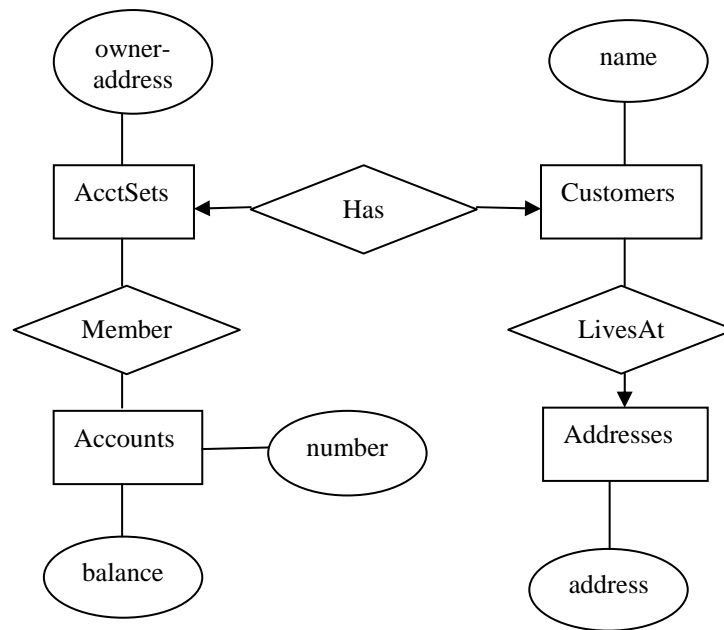 owner-
address
name
AcctSets
Has
Customers
Member
LivesAt
Accounts
number
Addresses
balance
address